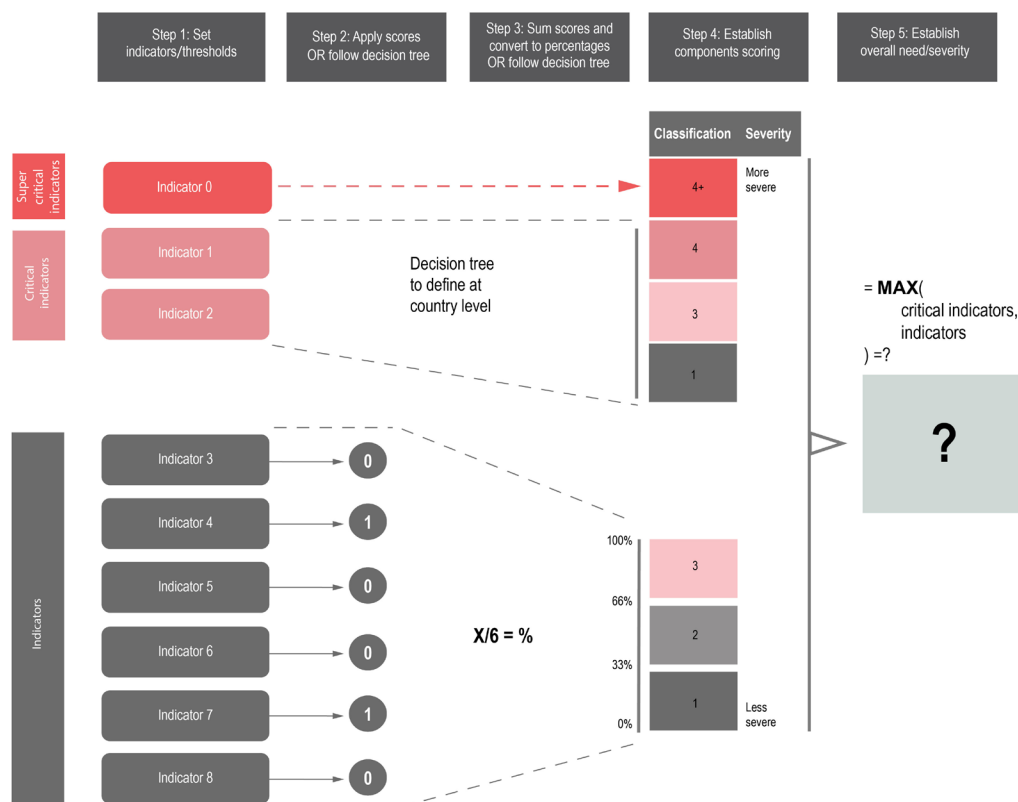 Step 1: Set
indicators/thresholds
Step 2: Apply scores
OR follow decision tree
Step 3: Sum scores and
convert to percentages
OR follow decision tree
Step 4: Establish
components scoring
Step 5: Establish
overall need/severity
Classification
Severity
Super
critical
indicators
Indicator 0
4+
More
severe
Critical
indicators
Indicator 1
Indicator 2
Decision tree
to define at
country level
4
3
1
= MAX(
critical indicators,
indicators
) =?
?
Indicators
Indicator 3
0
Indicator 4
1
Indicator 5
0
Indicator 6
0
Indicator 7
1
Indicator 8
0
X/6 = %
100%
66%
33%
0%
3
2
1
Less
severe